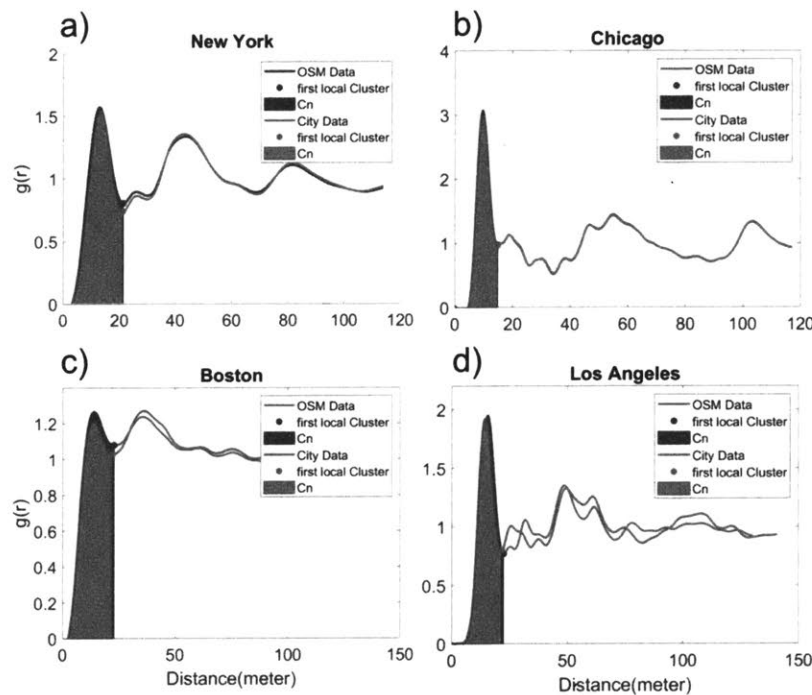 a)
New York
2
1.5
1
0.5
0
g(r)
OSM Data
first local Cluster
Cn
City Data
first local Cluster
Cn
0 20 40 60 80 100 120
b)
Chicago
4
3
2
1
0
OSM Data
first local Cluster
Cn
City Data
first local Cluster
Cn
0 20 40 60 80 100 120
c)
Boston
1.2
1
0.8
0.6
0.4
0.2
0
g(r)
OSM Data
first local Cluster
Cn
City Data
first local Cluster
Cn
0 50 100 150
Distance(meter)
d)
Los Angeles
2
1.5
1
0.5
0
OSM Data
first local Cluster
Cn
City Data
first local Cluster
Cn
0 50 100 150
Distance(meter)